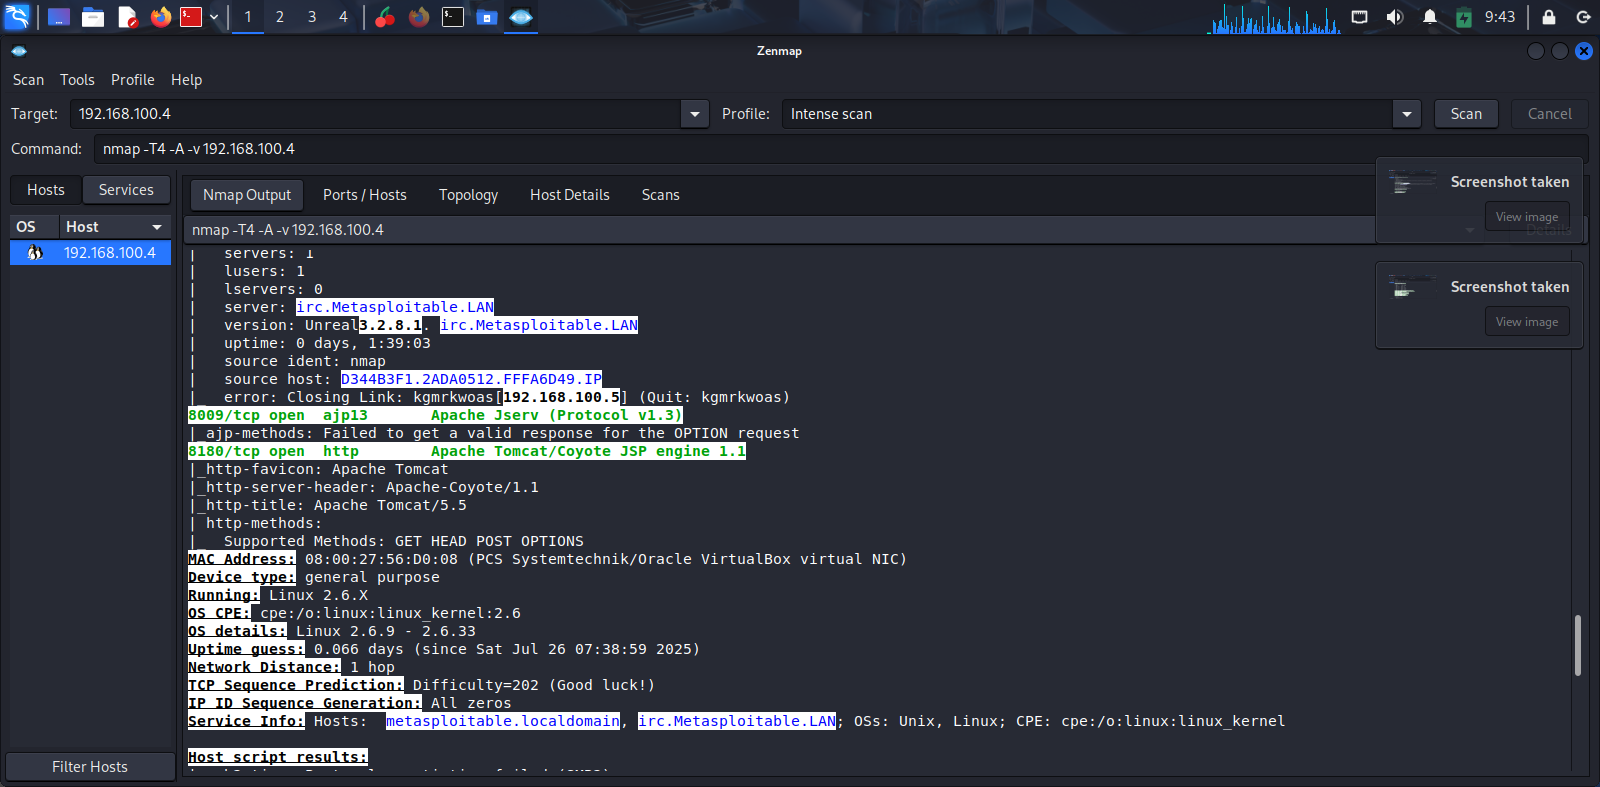 1 2 3 4 9:43
Zenmap
Scan Tools Profile Help
Target: 192.168.100.4 Profile: Intense scan Scan Cancel
Command: nmap -T4 -A -v 192.168.100.4
Hosts Services
Nmap Output Ports / Hosts Topology Host Details Scans
OS Host
192.168.100.4
nmap -T4 -A -v 192.168.100.4 Details
Screenshot taken
View image
Screenshot taken
View image
| servers: 1
| lusers: 1
| lservers: 0
| server: irc.Metasploitable.LAN
| version: Unreal3.2.8.1. irc.Metasploitable.LAN
| uptime: 0 days, 1:39:03
| source ident: nmap
| source host: D344B3F1.2ADA0512.FFFA6D49.IP
|_ error: Closing Link: kgmrkwoas[192.168.100.5] (Quit: kgmrkwoas)
8009/tcp open ajp13 Apache Jserv (Protocol v1.3)
|_ajp-methods: Failed to get a valid response for the OPTION request
8180/tcp open http Apache Tomcat/Coyote JSP engine 1.1
|_http-favicon: Apache Tomcat
|_http-server-header: Apache-Coyote/1.1
|_http-title: Apache Tomcat/5.5
| http-methods:
|_ Supported Methods: GET HEAD POST OPTIONS
MAC Address: 08:00:27:56:D0:08 (PCS Systemtechnik/Oracle VirtualBox virtual NIC)
Device type: general purpose
Running: Linux 2.6.X
OS CPE: cpe:/o:linux:linux_kernel:2.6
OS details: Linux 2.6.9 - 2.6.33
Uptime guess: 0.066 days (since Sat Jul 26 07:38:59 2025)
Network Distance: 1 hop
TCP Sequence Prediction: Difficulty=202 (Good luck!)
IP ID Sequence Generation: All zeros
Service Info: Hosts: metasploitable.localdomain, irc.Metasploitable.LAN; OSs: Unix, Linux; CPE: cpe:/o:linux:linux_kernel
Host script results:
Filter Hosts